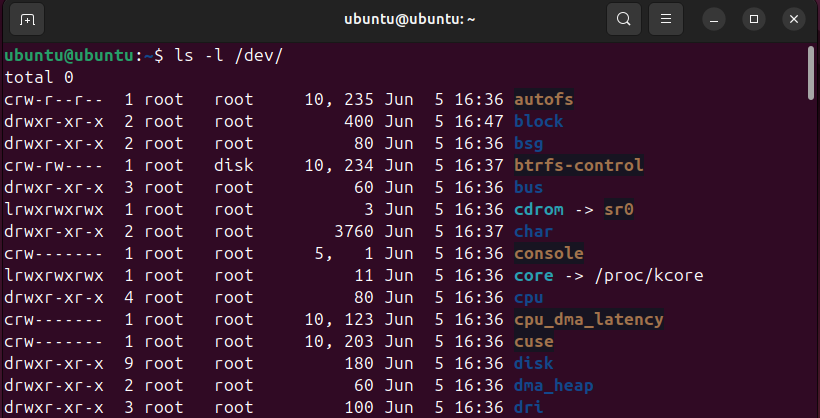 ubuntu@ubuntu: ~
ubuntu@ubuntu:~$ ls -l /dev/
total 0
crw-r--r--  1 root   root     10, 235 Jun  5 16:36 autofs
drwxr-xr-x  2 root   root         400 Jun  5 16:47 block
drwxr-xr-x  2 root   root          80 Jun  5 16:36 bsg
crw-rw----  1 root   disk     10, 234 Jun  5 16:37 btrfs-control
drwxr-xr-x  3 root   root          60 Jun  5 16:36 bus
lrwxrwxrwx  1 root   root           3 Jun  5 16:36 cdrom -> sr0
drwxr-xr-x  2 root   root        3760 Jun  5 16:37 char
crw-------  1 root   root      5,   1 Jun  5 16:36 console
lrwxrwxrwx  1 root   root          11 Jun  5 16:36 core -> /proc/kcore
drwxr-xr-x  4 root   root          80 Jun  5 16:36 cpu
crw-------  1 root   root     10, 123 Jun  5 16:36 cpu_dma_latency
crw-------  1 root   root     10, 203 Jun  5 16:36 cuse
drwxr-xr-x  9 root   root         180 Jun  5 16:36 disk
drwxr-xr-x  2 root   root          60 Jun  5 16:36 dma_heap
drwxr-xr-x  3 root   root         100 Jun  5 16:36 dri